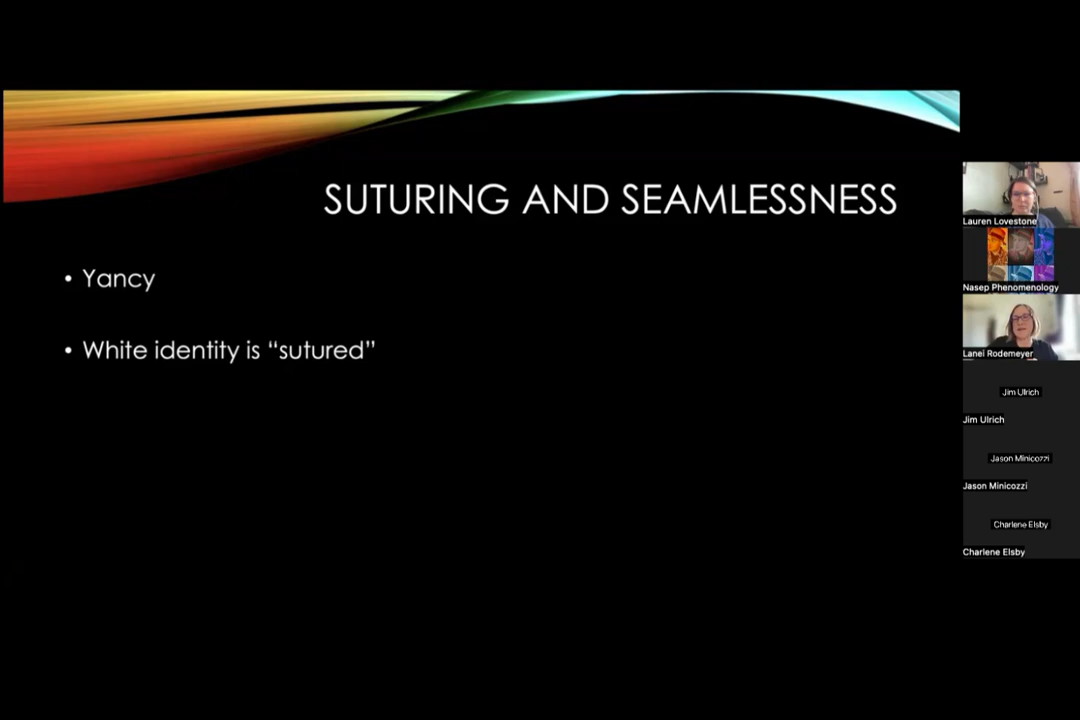 SUTURING AND SEAMLESSNESS
• Yancy
• White identity is “sutured”
Lauren Lovestone
Nasep Phenomenology
Lanei Rodemeyer
Jim Ulrich
Jim Ulrich
Jason Minicozzi
Jason Minicozzi
Charlene Elsby
Charlene Elsby